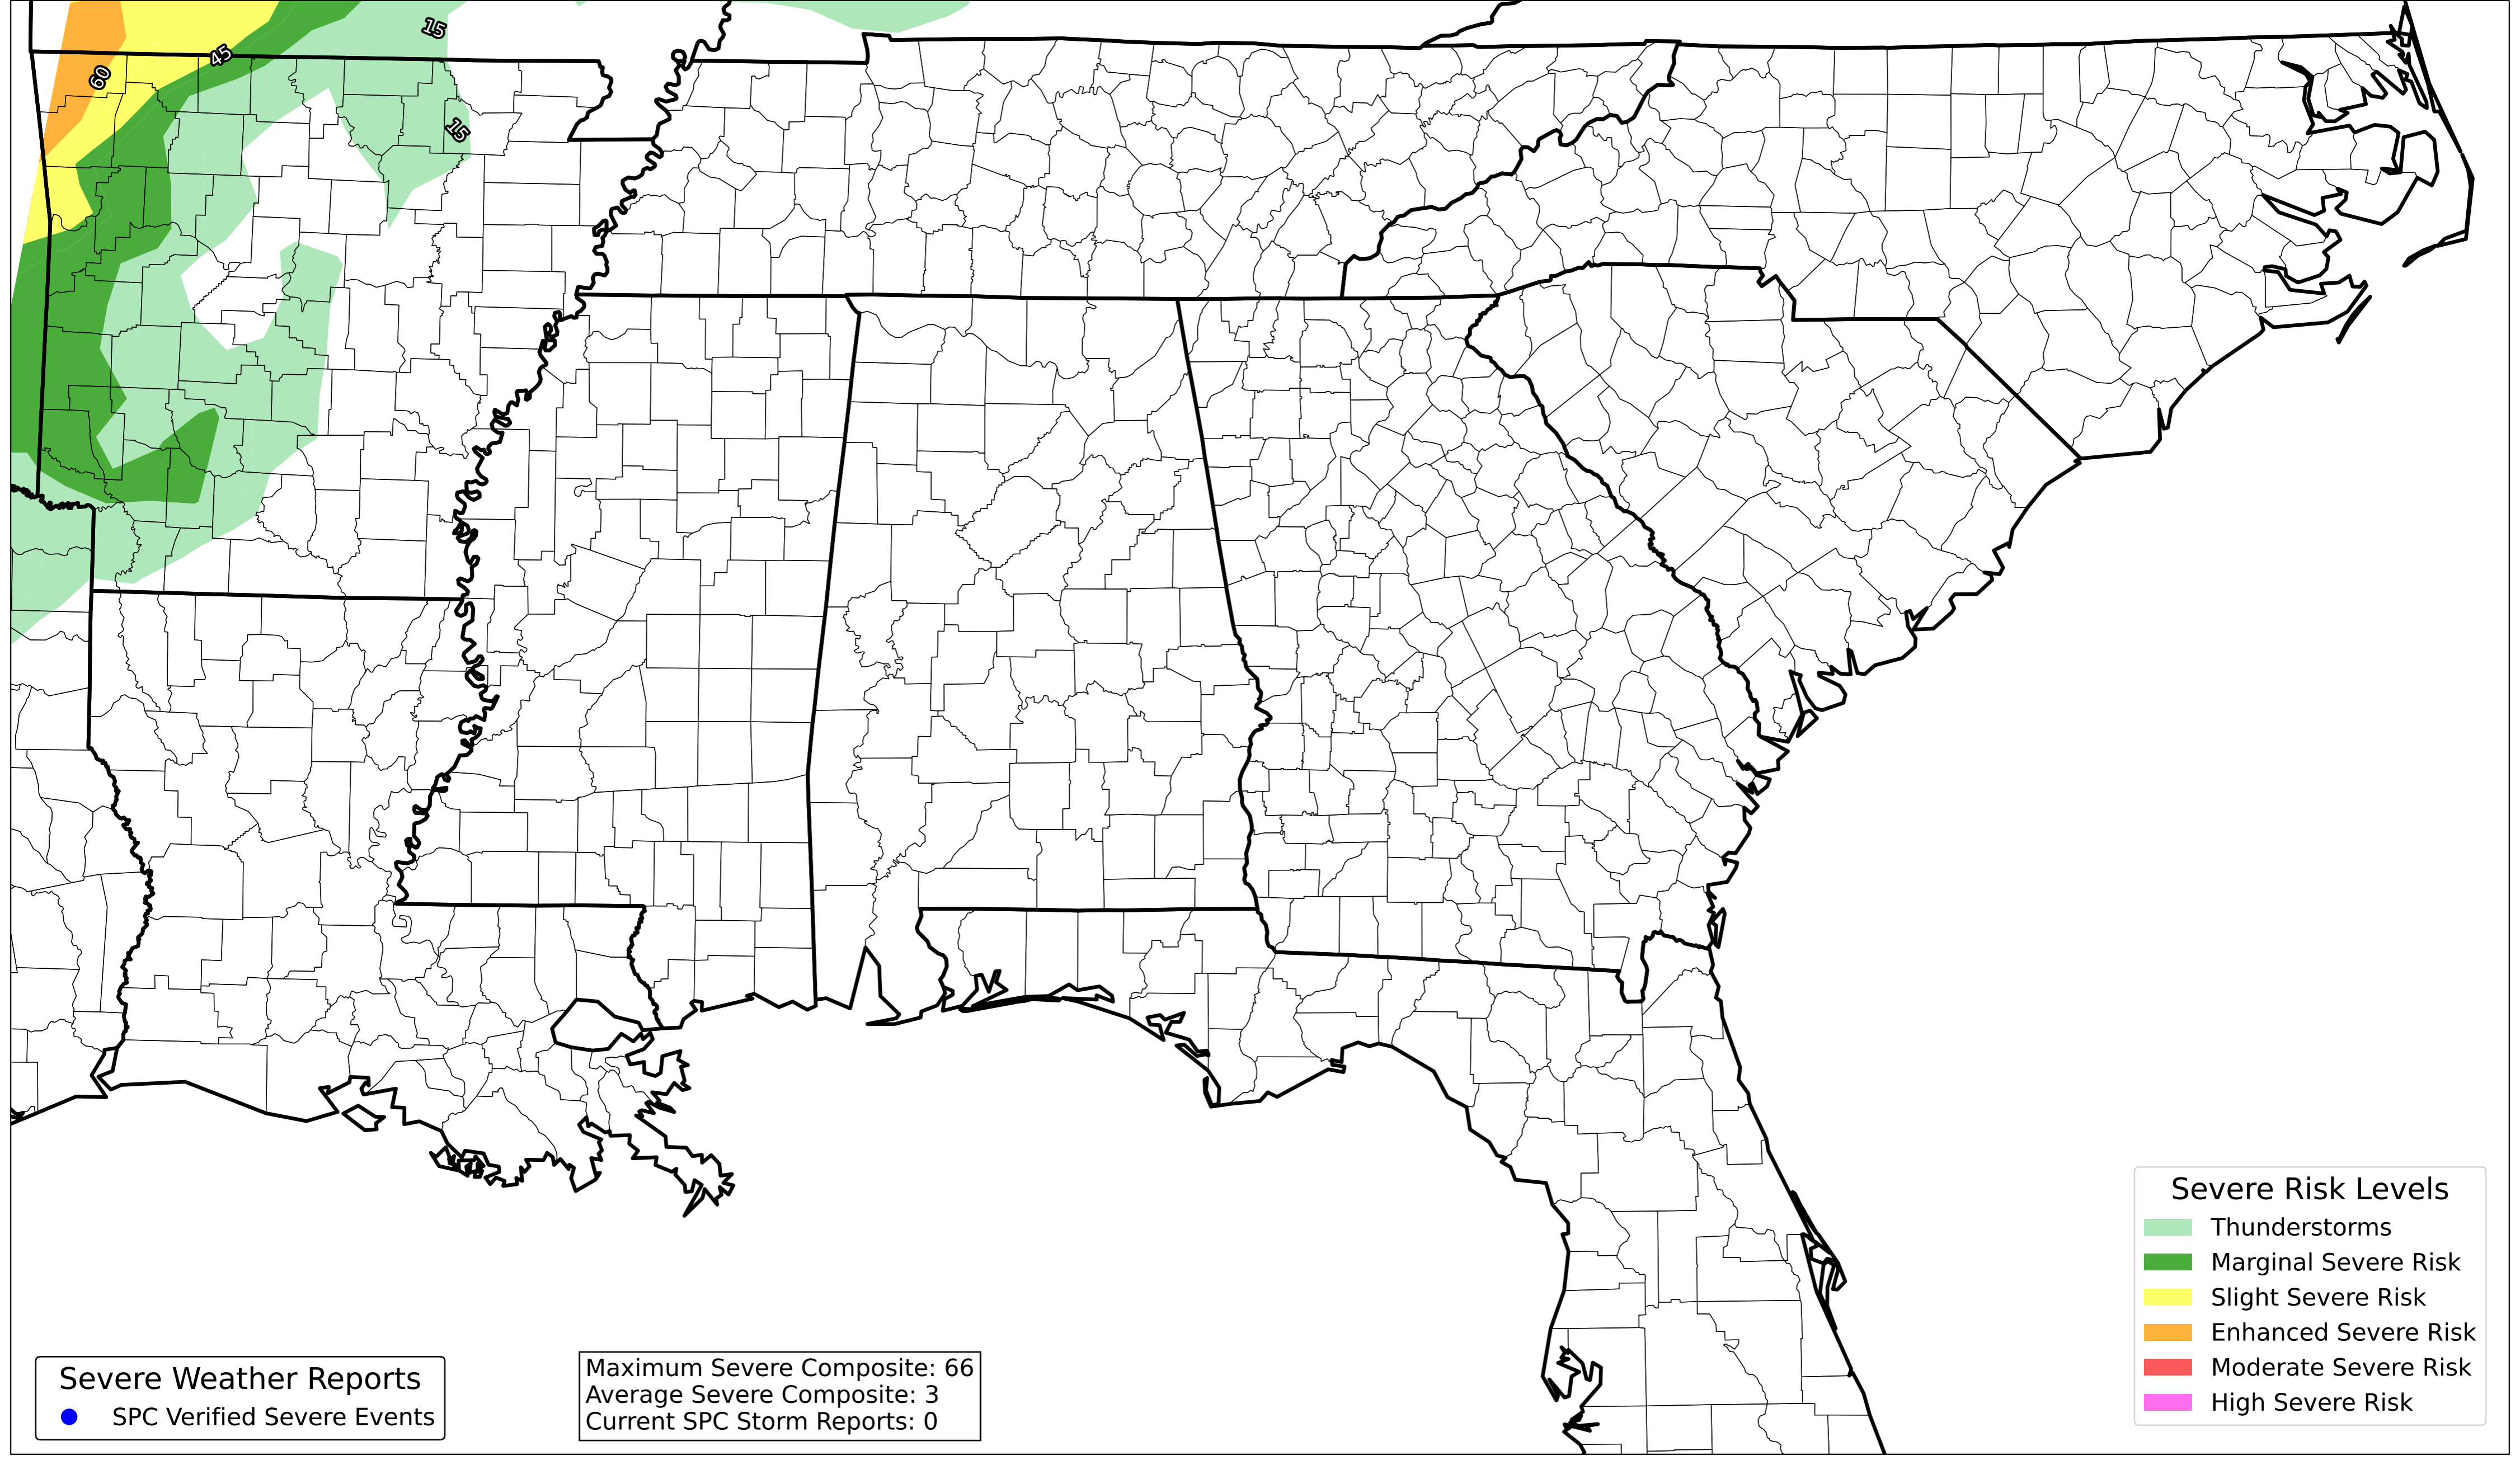 15
45
60
15
Severe Risk Levels
Thunderstorms
Marginal Severe Risk
Slight Severe Risk
Enhanced Severe Risk
Moderate Severe Risk
High Severe Risk
Severe Weather Reports
SPC Verified Severe Events
Maximum Severe Composite: 66
Average Severe Composite: 3
Current SPC Storm Reports: 0